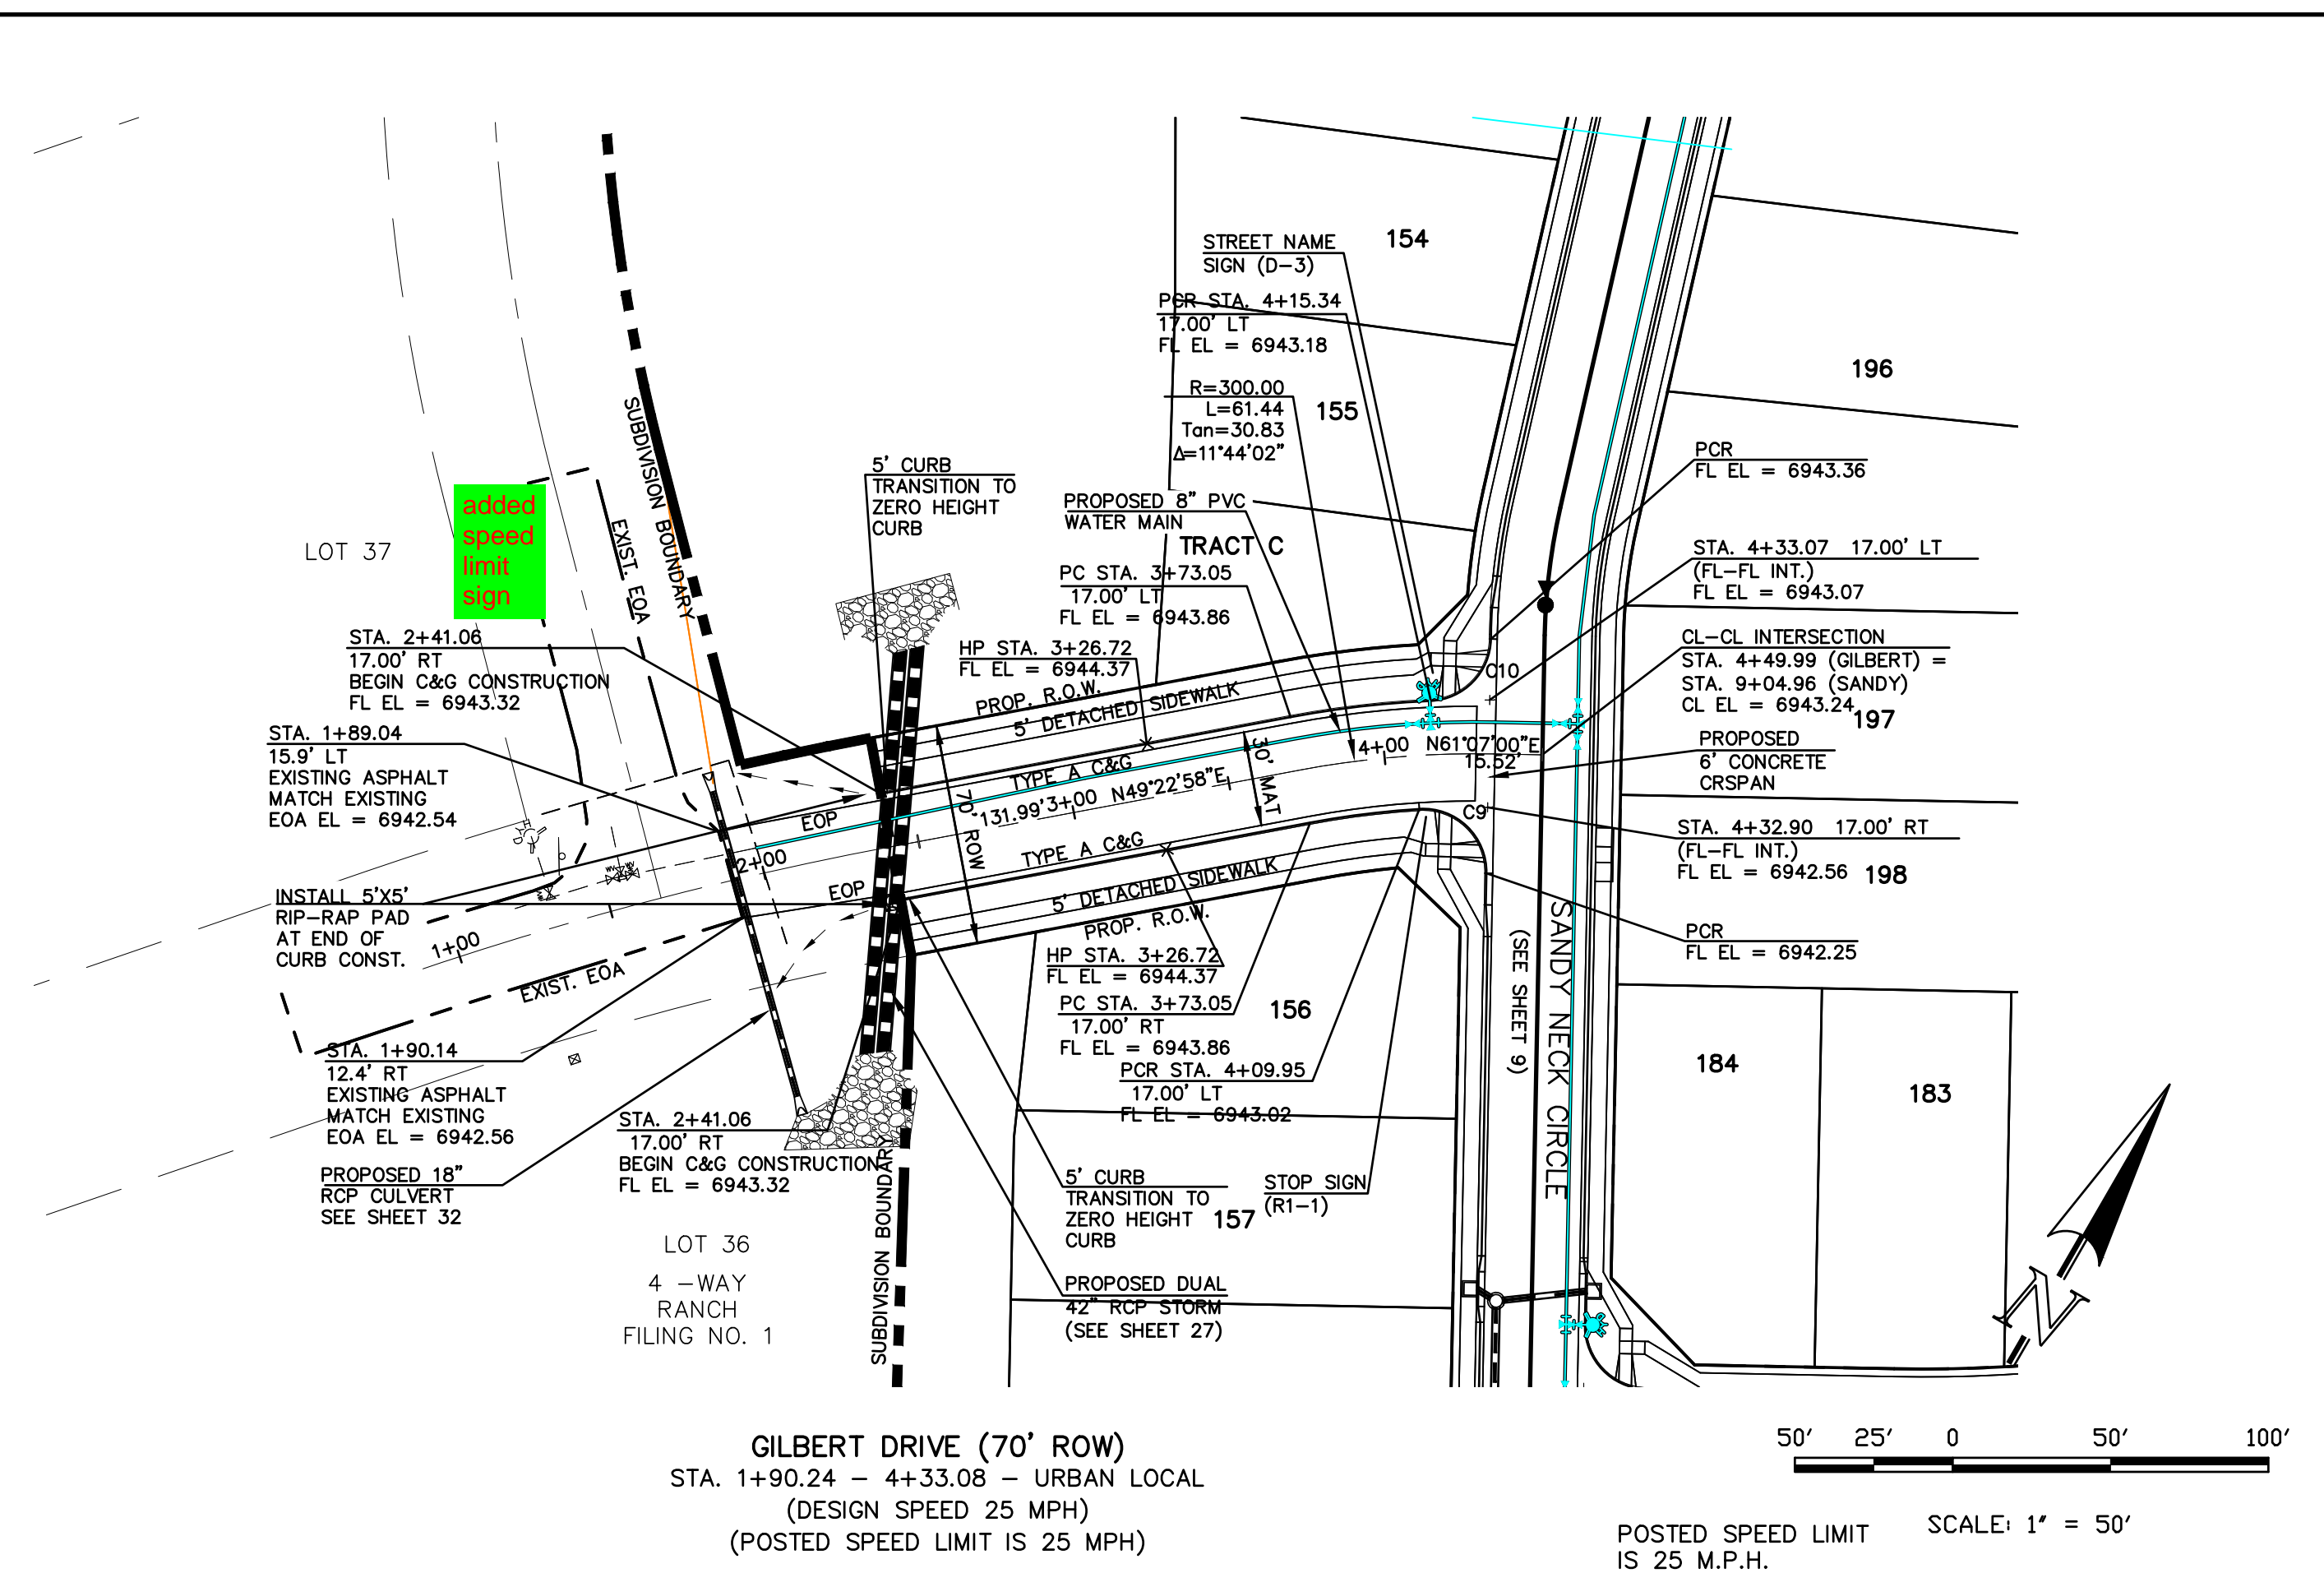 STREET NAME
SIGN (D-3)
154
PCR STA. 4+15.34
17.00' LT
FL EL = 6943.18
196
R=300.00
L=61.44
Tan=30.83
Δ=11°44'02"
155
SUBDIVISION BOUNDARY
PCR
FL EL = 6943.36
5' CURB
TRANSITION TO
ZERO HEIGHT
CURB
added
speed
limit
sign
PROPOSED 8" PVC
WATER MAIN
TRACT C
EXIST. EOA
LOT 37
STA. 4+33.07 17.00' LT
(FL-FL INT.)
FL EL = 6943.07
PC STA. 3+73.05
17.00' LT
FL EL = 6943.86
STA. 2+41.06
17.00' RT
BEGIN C&G CONSTRUCTION
FL EL = 6943.32
HP STA. 3+26.72
FL EL = 6944.37
CL-CL INTERSECTION
STA. 4+49.99 (GILBERT) =
STA. 9+04.96 (SANDY)
CL EL = 6943.24
197
C10
PROP. R.O.W.
5' DETACHED SIDEWALK
STA. 1+89.04
15.9' LT
EXISTING ASPHALT
MATCH EXISTING
EOA EL = 6942.54
4+00 N61°07'00"E
15.52'
PROPOSED
6' CONCRETE
CRSPAN
TYPE A C&G
30' MAT
131.99' 3+00 N49°22'58"E
70' ROW
EOP
C9
STA. 4+32.90 17.00' RT
(FL-FL INT.)
FL EL = 6942.56
198
TYPE A C&G
2+00
EOP
5' DETACHED SIDEWALK
PROP. R.O.W.
INSTALL 5'X5'
RIP-RAP PAD
AT END OF
CURB CONST.
1+00
EXIST. EOA
SANDY NECK CIRCLE
(SEE SHEET 9)
PCR
FL EL = 6942.25
HP STA. 3+26.72
FL EL = 6944.37
PC STA. 3+73.05
17.00' RT
FL EL = 6943.86
156
STA. 1+90.14
12.4' RT
EXISTING ASPHALT
MATCH EXISTING
EOA EL = 6942.56
184
183
PCR STA. 4+09.95
17.00' LT
FL EL = 6943.02
STA. 2+41.06
17.00' RT
BEGIN C&G CONSTRUCTION
FL EL = 6943.32
PROPOSED 18"
RCP CULVERT
SEE SHEET 32
SUBDIVISION BOUNDARY
5' CURB
TRANSITION TO
ZERO HEIGHT
CURB
157
STOP SIGN
(R1-1)
LOT 36
4 -WAY
RANCH
FILING NO. 1
PROPOSED DUAL
42" RCP STORM
(SEE SHEET 27)
N
GILBERT DRIVE (70' ROW)
STA. 1+90.24 - 4+33.08 - URBAN LOCAL
(DESIGN SPEED 25 MPH)
(POSTED SPEED LIMIT IS 25 MPH)
50' 25' 0 50' 100'
SCALE: 1" = 50'
POSTED SPEED LIMIT
IS 25 M.P.H.